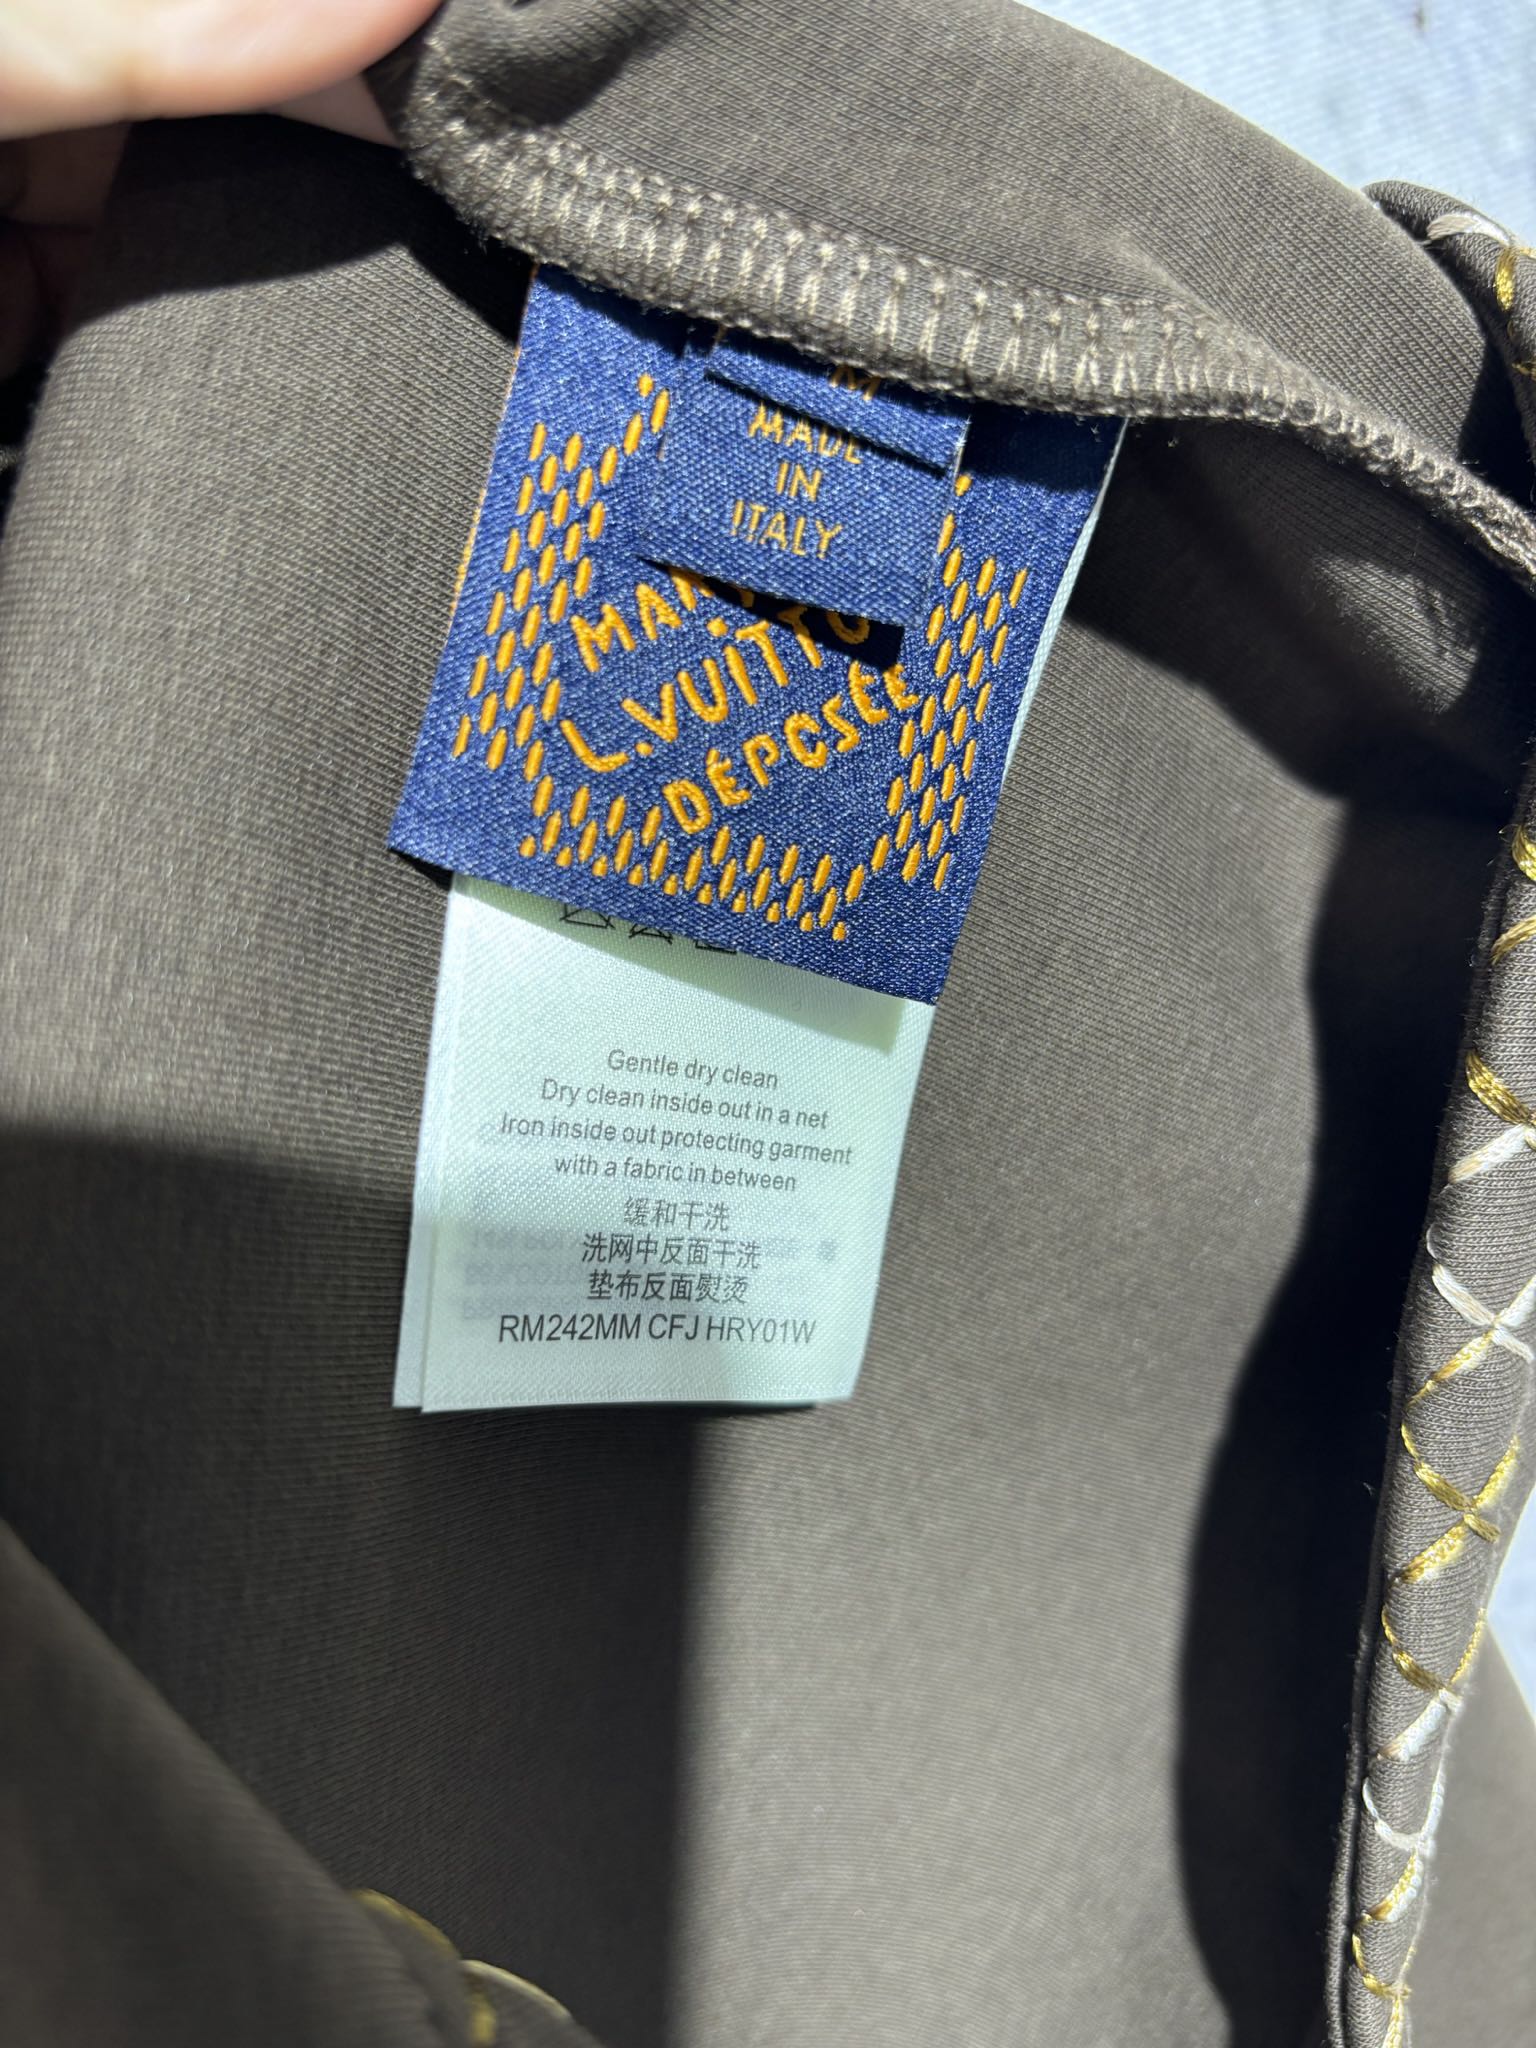 M
MADE
IN
ITALY
L.VUITTO
DÉPOSÉE
Gentle dry clean
Dry clean inside out in a net
Iron inside out protecting garment
with a fabric in between
缓和干洗
洗网中反面干洗
垫布反面熨烫
RM242MM CFJ HRY01W